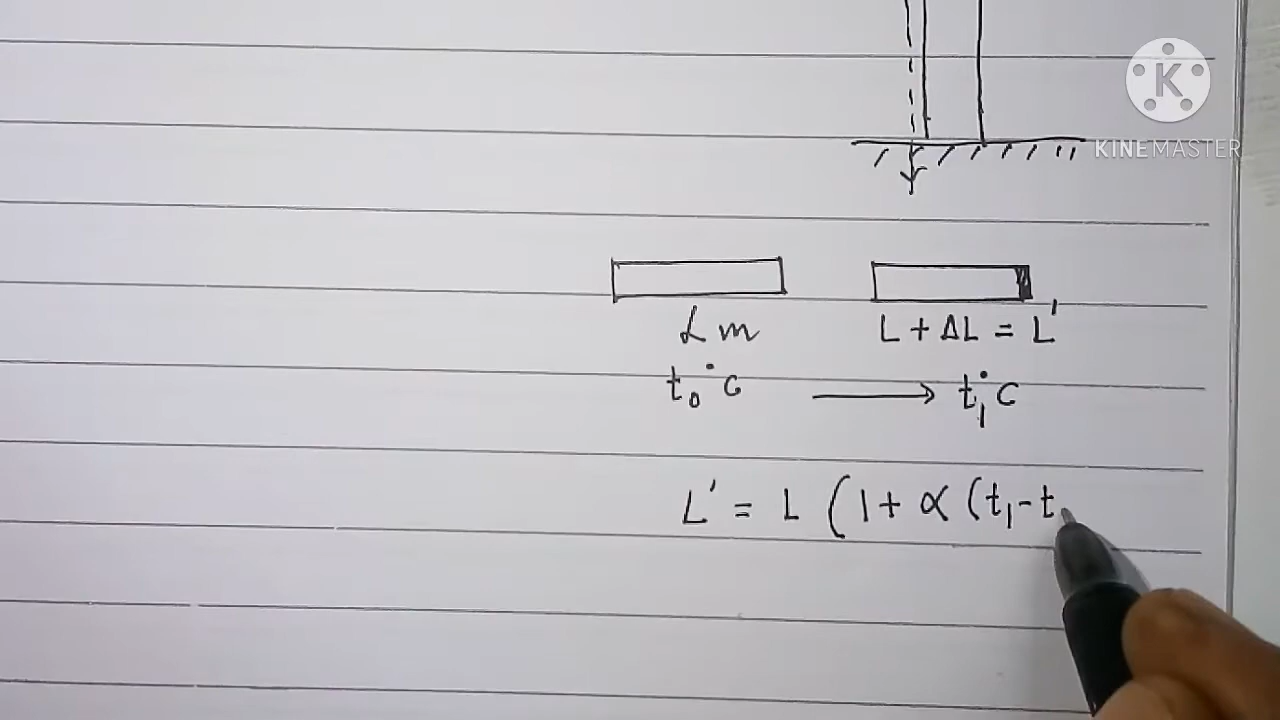 K
KINEMASTER
L m
L + ΔL = L'
t₀°c
t₁°c
L' = L (1 + α (t₁ - t